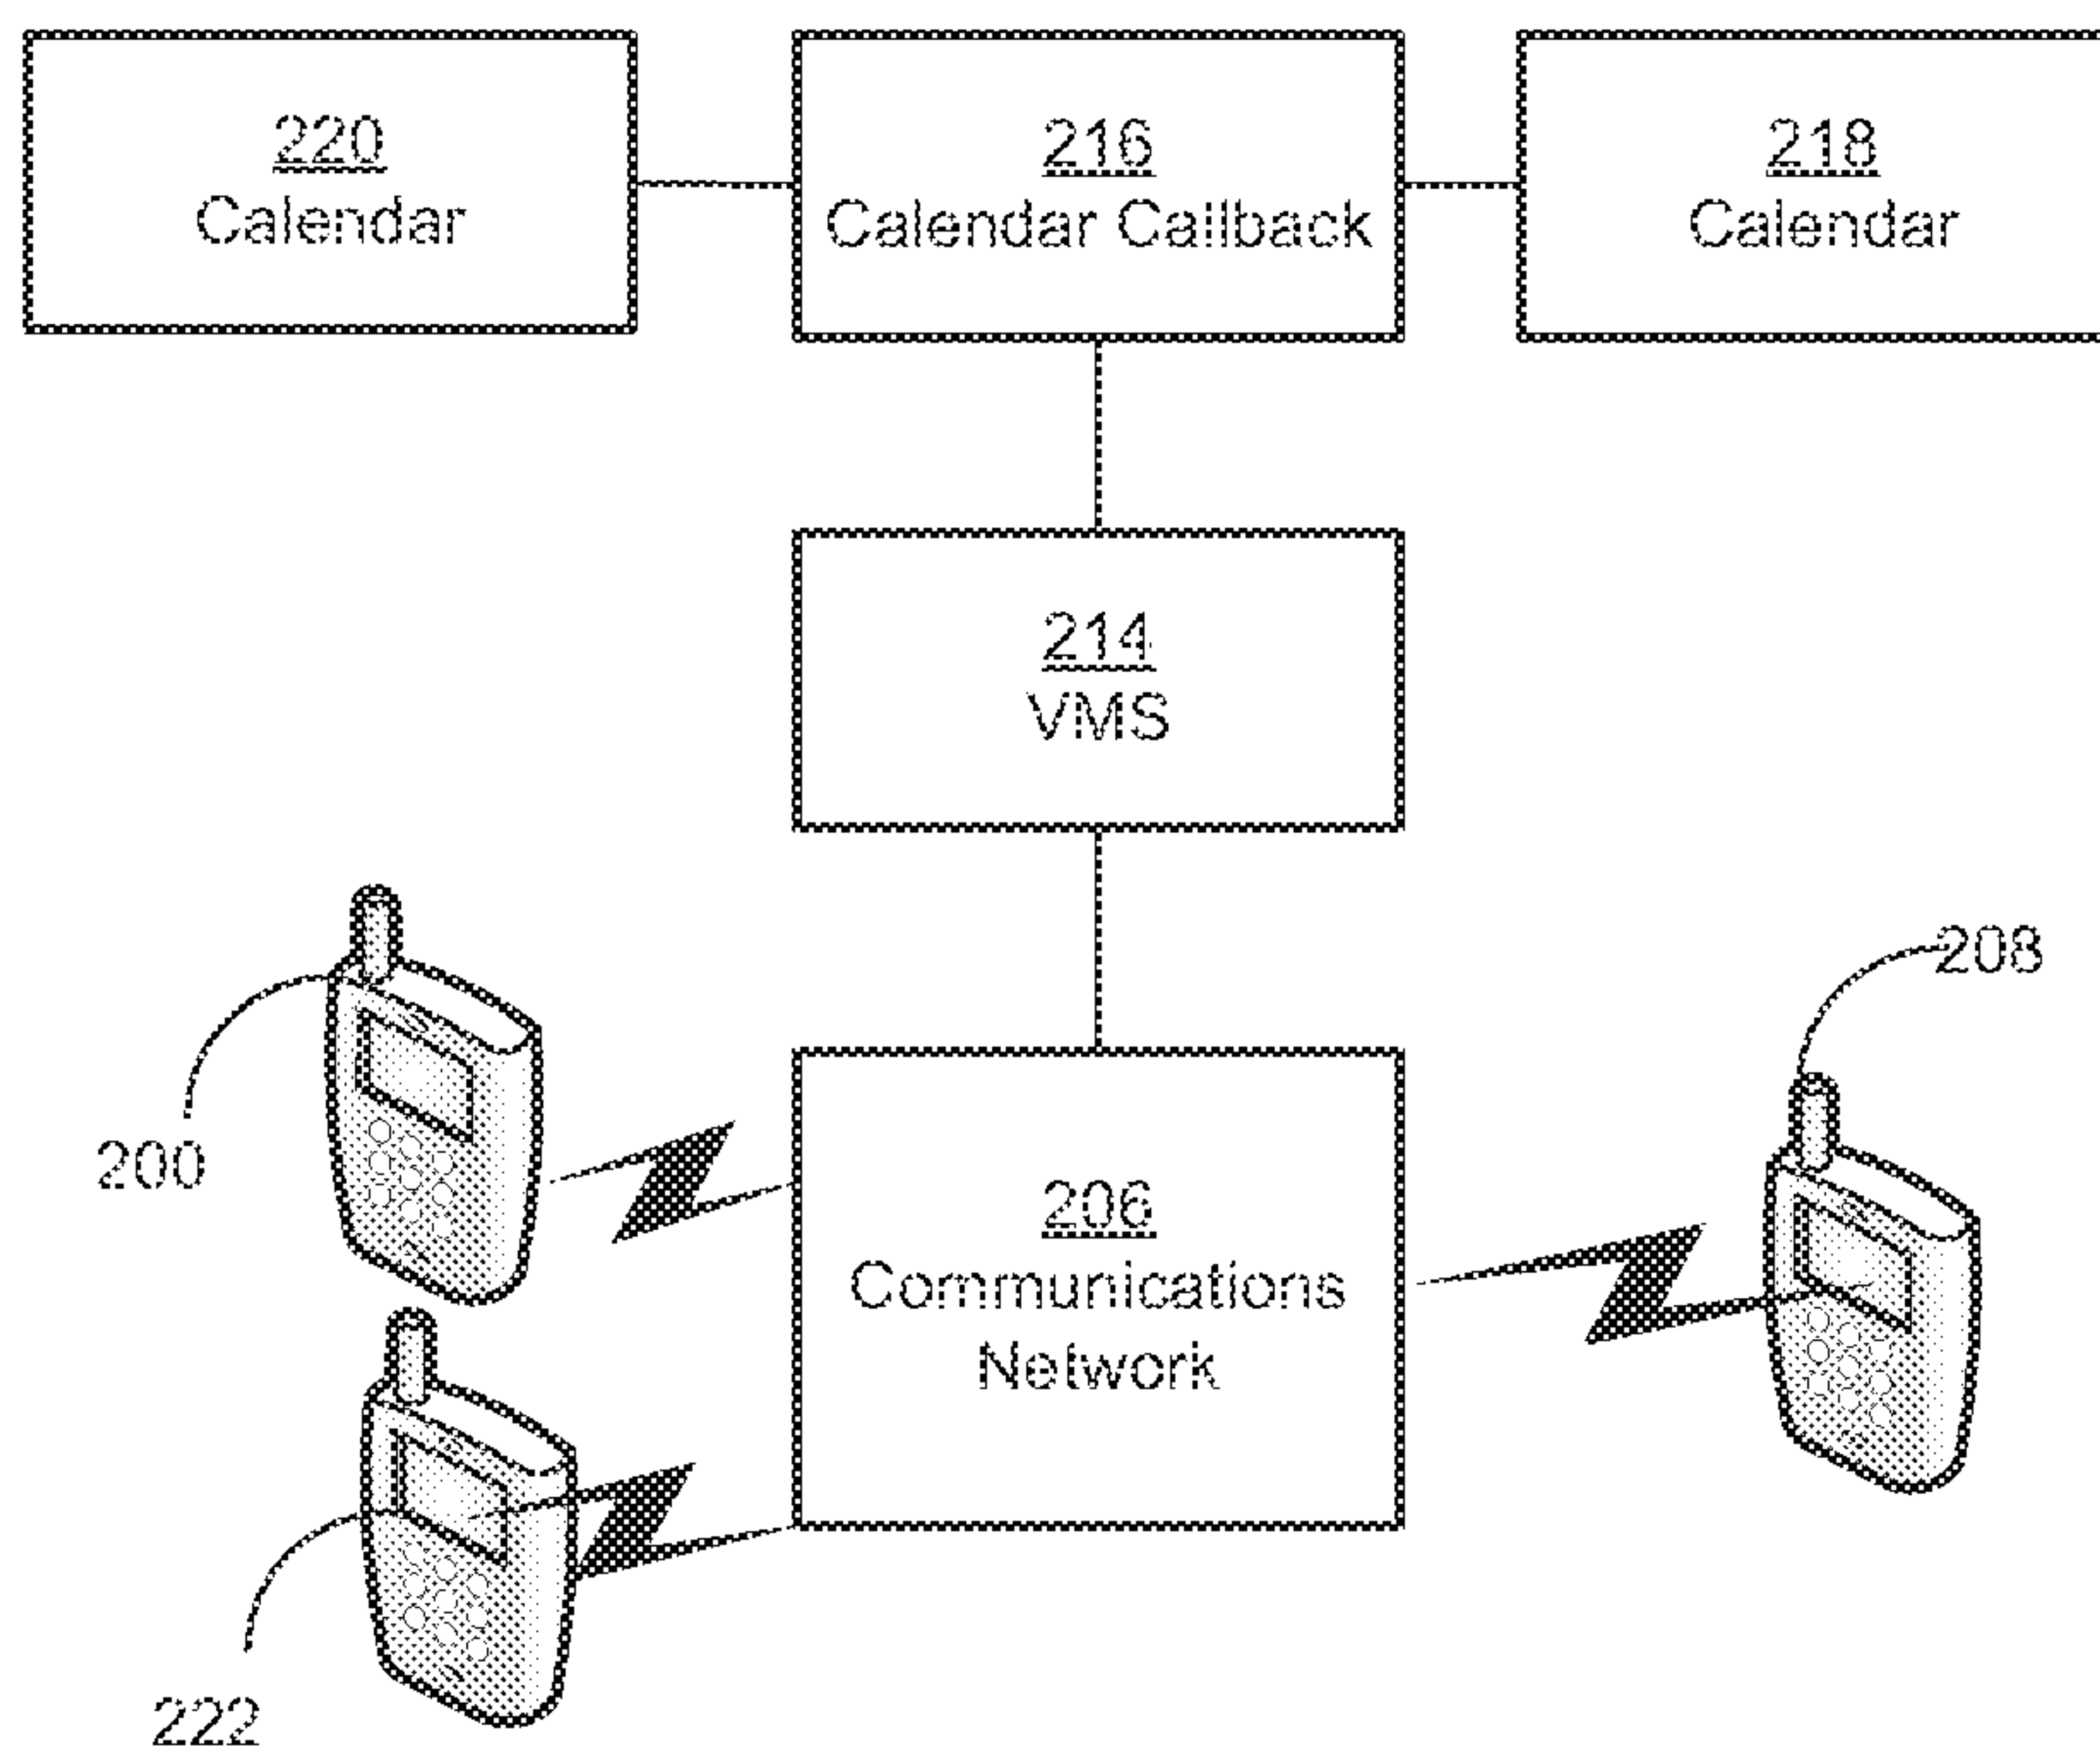 220
Calendar
216
Calendar Callback
218
Calendar
214
VMS
208
200
206
Communications
Network
222